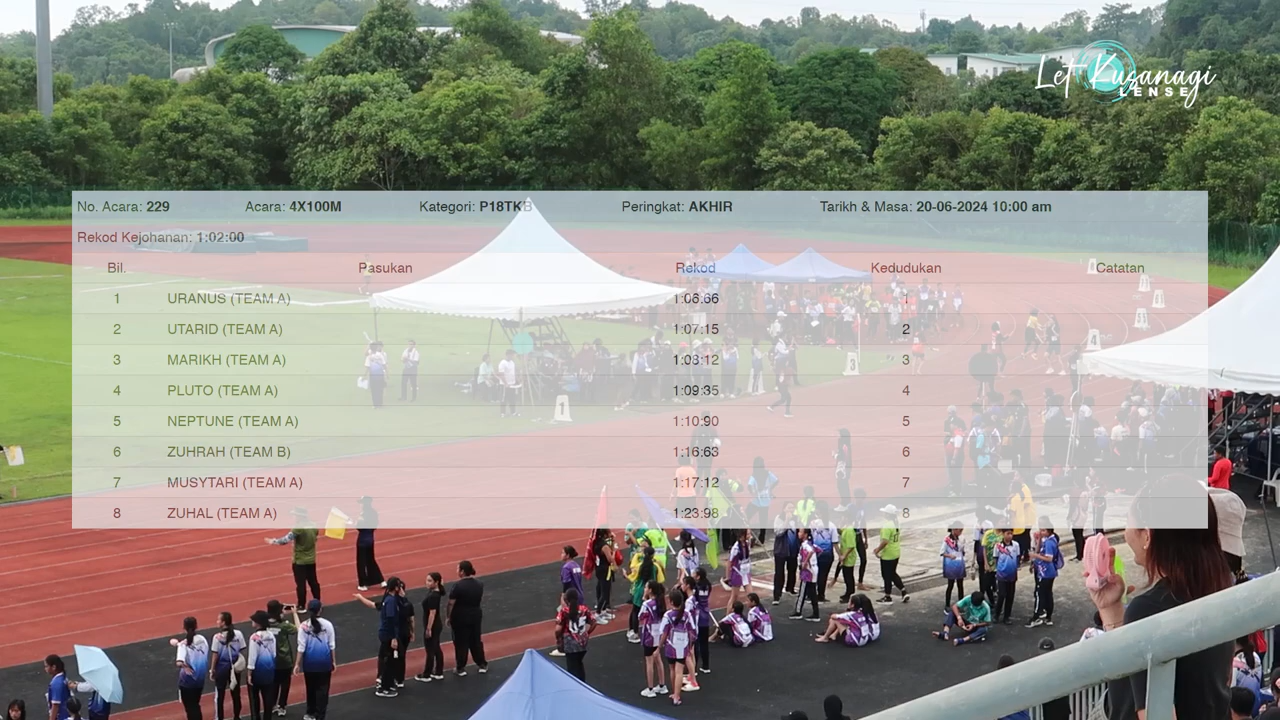 Let Kusanagi
LENSE
No. Acara: 229 Acara: 4X100M Kategori: P18TKB Peringkat: AKHIR Tarikh & Masa: 20-06-2024 10:00 am
Rekod Kejohanan: 1:02:00
Bil. Pasukan Rekod Kedudukan Catatan
1 URANUS (TEAM A) 1:06:66 1
2 UTARID (TEAM A) 1:07:15 2
3 MARIKH (TEAM A) 1:08:12 3
4 PLUTO (TEAM A) 1:09:35 4
5 NEPTUNE (TEAM A) 1:10:90 5
6 ZUHRAH (TEAM B) 1:16:63 6
7 MUSYTARI (TEAM A) 1:17:12 7
8 ZUHAL (TEAM A) 1:23:98 8
4
3
1